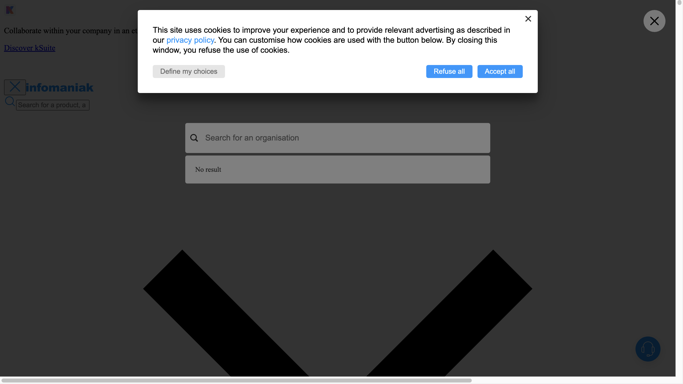 This site uses cookies to improve your experience and to provide relevant advertising as described in
our privacy policy. You can customise how cookies are used with the button below. By closing this
window, you refuse the use of cookies.
Define my choices
Refuse all
Accept all
Collaborate within your company in an
Discover kSuite
infomaniak
Search for a product, a
Search for an organisation
No result